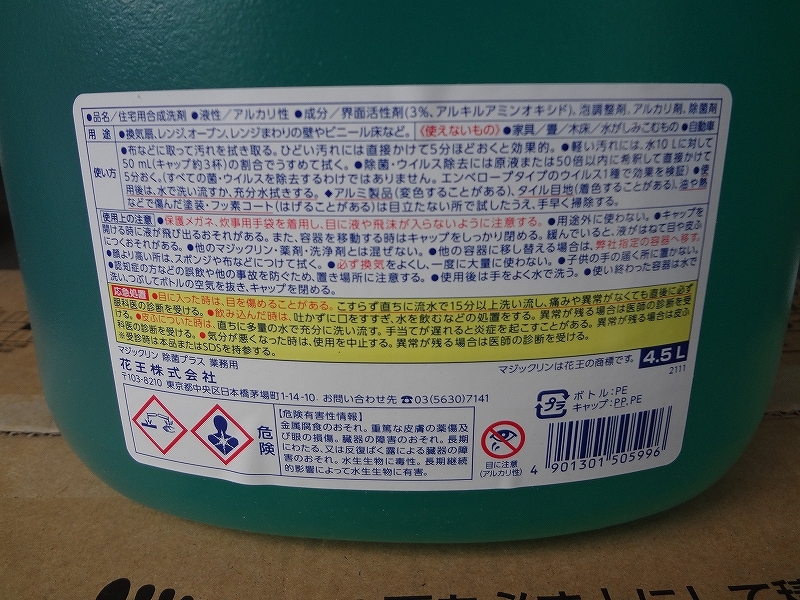 ●品名／住宅用合成洗剤 ●液性／アルカリ性 ●成分／界面活性剤(3%、アルキルアミンオキシド)、泡調整剤、アルカリ剤、除菌剤
用途 ●換気扇、レンジ、オーブン、レンジまわりの壁やビニール床など。 《使えないもの》 ●家具／畳／木床／水がしみこむもの ●自動車
使い方 ●布などに取って汚れを拭き取る。ひどい汚れには直接かけて5分ほどおくと効果的。 ●軽い汚れには、水10Lに対して
50mL(キャップ約3杯)の割合でうすめて拭く。 ●除菌・ウイルス除去には原液または50倍以内に希釈して直接かけて
5分おく。(すべての菌・ウイルスを除去するわけではありません。エンベロープタイプのウイルス1種で効果を検証) ●使
用後は、水で洗い流すか、充分水拭きする。 ◆アルミ製品(変色することがある)、タイル目地(着色することがある)、油や熱
などで傷んだ塗装・フッ素コート(はげることがある)は目立たない所で試したうえ、手早く掃除する。
使用上の注意 ●保護メガネ、炊事用手袋を着用し、目に液や飛沫が入らないように注意する。 ●用途外に使わない。 ●キャップを
開ける時に液が飛び出るおそれがある。また、容器を移動する時はキャップをしっかり閉める。緩んでいると、液がはねて目や皮ふ
につくおそれがある。 ●他のマジックリン・薬剤・洗浄剤とは混ぜない。 ●他の容器に移し替える場合は、弊社指定の容器へ移す。
●眼より高い所は、スポンジや布などにつけて拭く。 ●必ず換気をよくし、一度に大量に使わない。 ●子供の手の届く所に置かない。
●認知症の方などの誤飲や他の事故を防ぐため、置き場所に注意する。 ●使用後は手をよく水で洗う。 ●使い終わった容器は水で
洗い、つぶしてボトルの空気を抜き、キャップを閉める。
応急処置 ●目に入った時は、目を傷めることがある。こすらず直ちに流水で15分以上洗い流し、痛みや異常がなくても直後に必ず
眼科医の診断を受ける。 ●飲み込んだ時は、吐かずに口をすすぎ、水を飲むなどの処置をする。異常が残る場合は医師の診断を受
ける。 ●皮ふについた時は、直ちに多量の水で充分に洗い流す。手当てが遅れると炎症を起こすことがある。異常が残る場合は皮ふ
科医の診断を受ける。 ●気分が悪くなった時は、使用を中止する。異常が残る場合は医師の診断を受ける。
※受診時は本品またはSDSを持参する。
マジックリン 除菌プラス 業務用
マジックリンは花王の商標です。 4.5L
花王株式会社
2111
〒103-8210 東京都中央区日本橋茅場町1-14-10 お問い合わせ先 ☎03(5630)7141
危険
【危険有害性情報】
金属腐食のおそれ。重篤な皮膚の薬傷及
び眼の損傷。臓器の障害のおそれ。長期
にわたる、又は反復ばく露による臓器の障
害のおそれ。水生生物に毒性。長期継続
的影響によって水生生物に有害。
プラ
ボトル:PE
キャップ:PP、PE
目に注意
(アルカリ性)
4 901301 505996